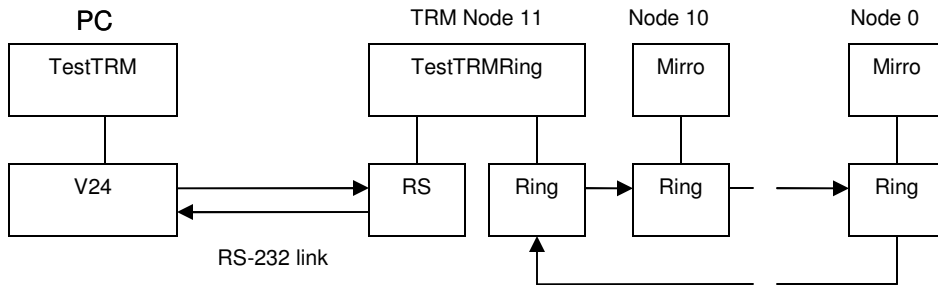 PC
TRM Node 11
Node 10
Node 0
TestTRM
TestTRMRing
Mirro
Mirro
V24
RS
Ring
Ring
Ring
RS-232 link